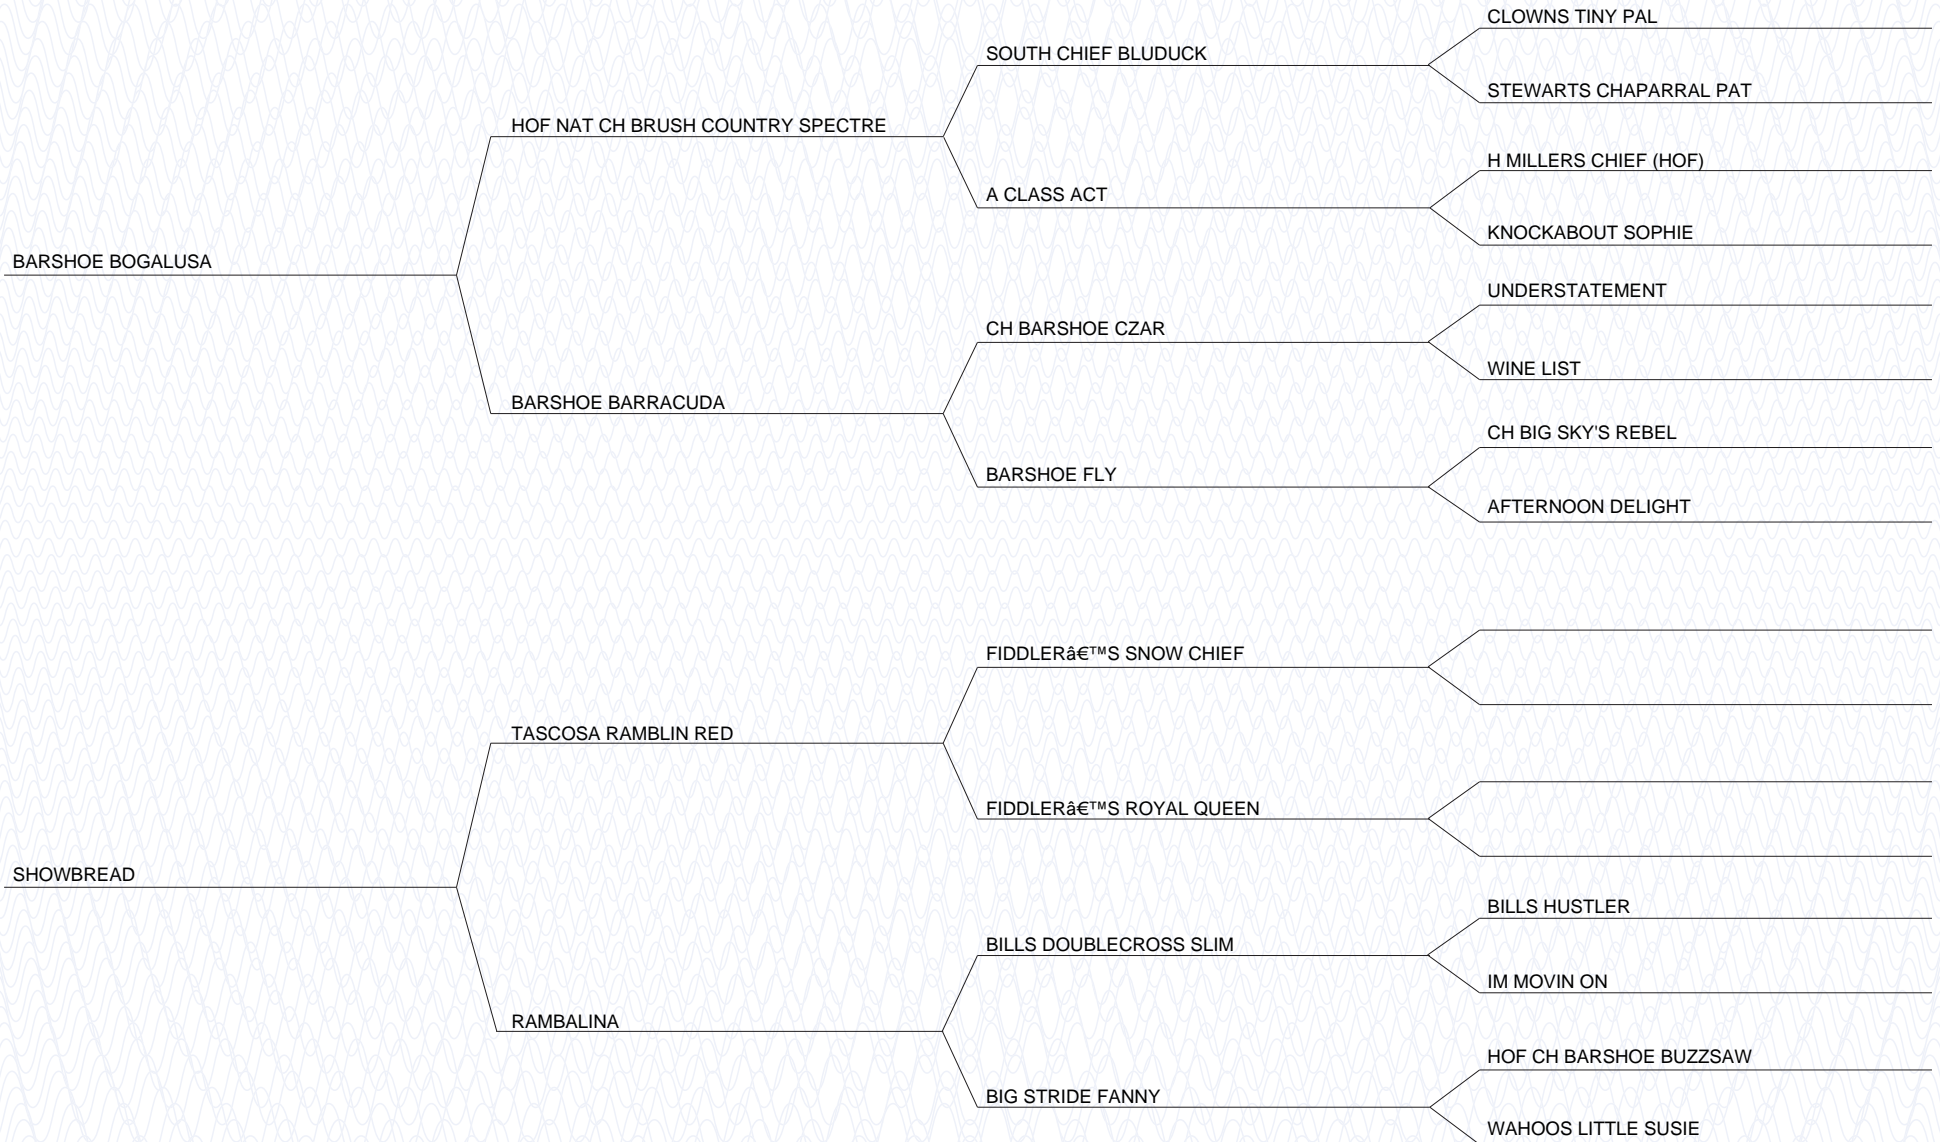 CLOWNS TINY PAL
SOUTH CHIEF BLUDUCK
STEWARTS CHAPARRAL PAT
HOF NAT CH BRUSH COUNTRY SPECTRE
H MILLERS CHIEF (HOF)
A CLASS ACT
KNOCKABOUT SOPHIE
BARSHOE BOGALUSA
UNDERSTATEMENT
CH BARSHOE CZAR
WINE LIST
BARSHOE BARRACUDA
CH BIG SKY'S REBEL
BARSHOE FLY
AFTERNOON DELIGHT
FIDDLERâ€™S SNOW CHIEF
TASCOSA RAMBLIN RED
FIDDLERâ€™S ROYAL QUEEN
SHOWBREAD
BILLS HUSTLER
BILLS DOUBLECROSS SLIM
IM MOVIN ON
RAMBALINA
HOF CH BARSHOE BUZZSAW
BIG STRIDE FANNY
WAHOOS LITTLE SUSIE